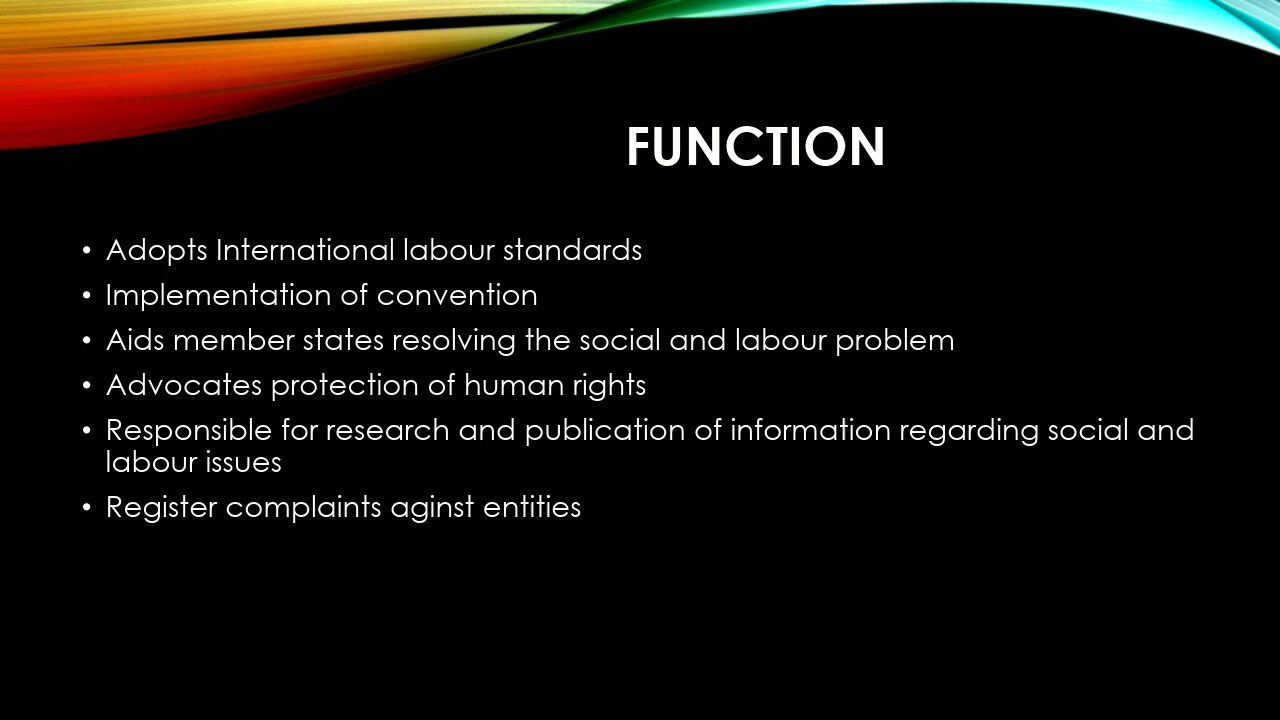 FUNCTION
• Adopts International labour standards
• Implementation of convention
• Aids member states resolving the social and labour problem
• Advocates protection of human rights
• Responsible for research and publication of information regarding social and
labour issues
• Register complaints aginst entities